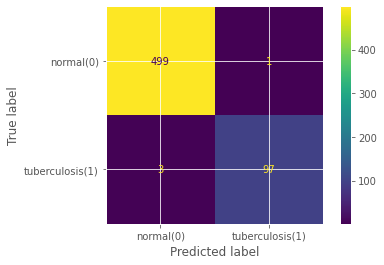 normal(0)
499
1
tuberculosis(1)
3
97
normal(0)
tuberculosis(1)
Predicted label
True label
400
300
200
100